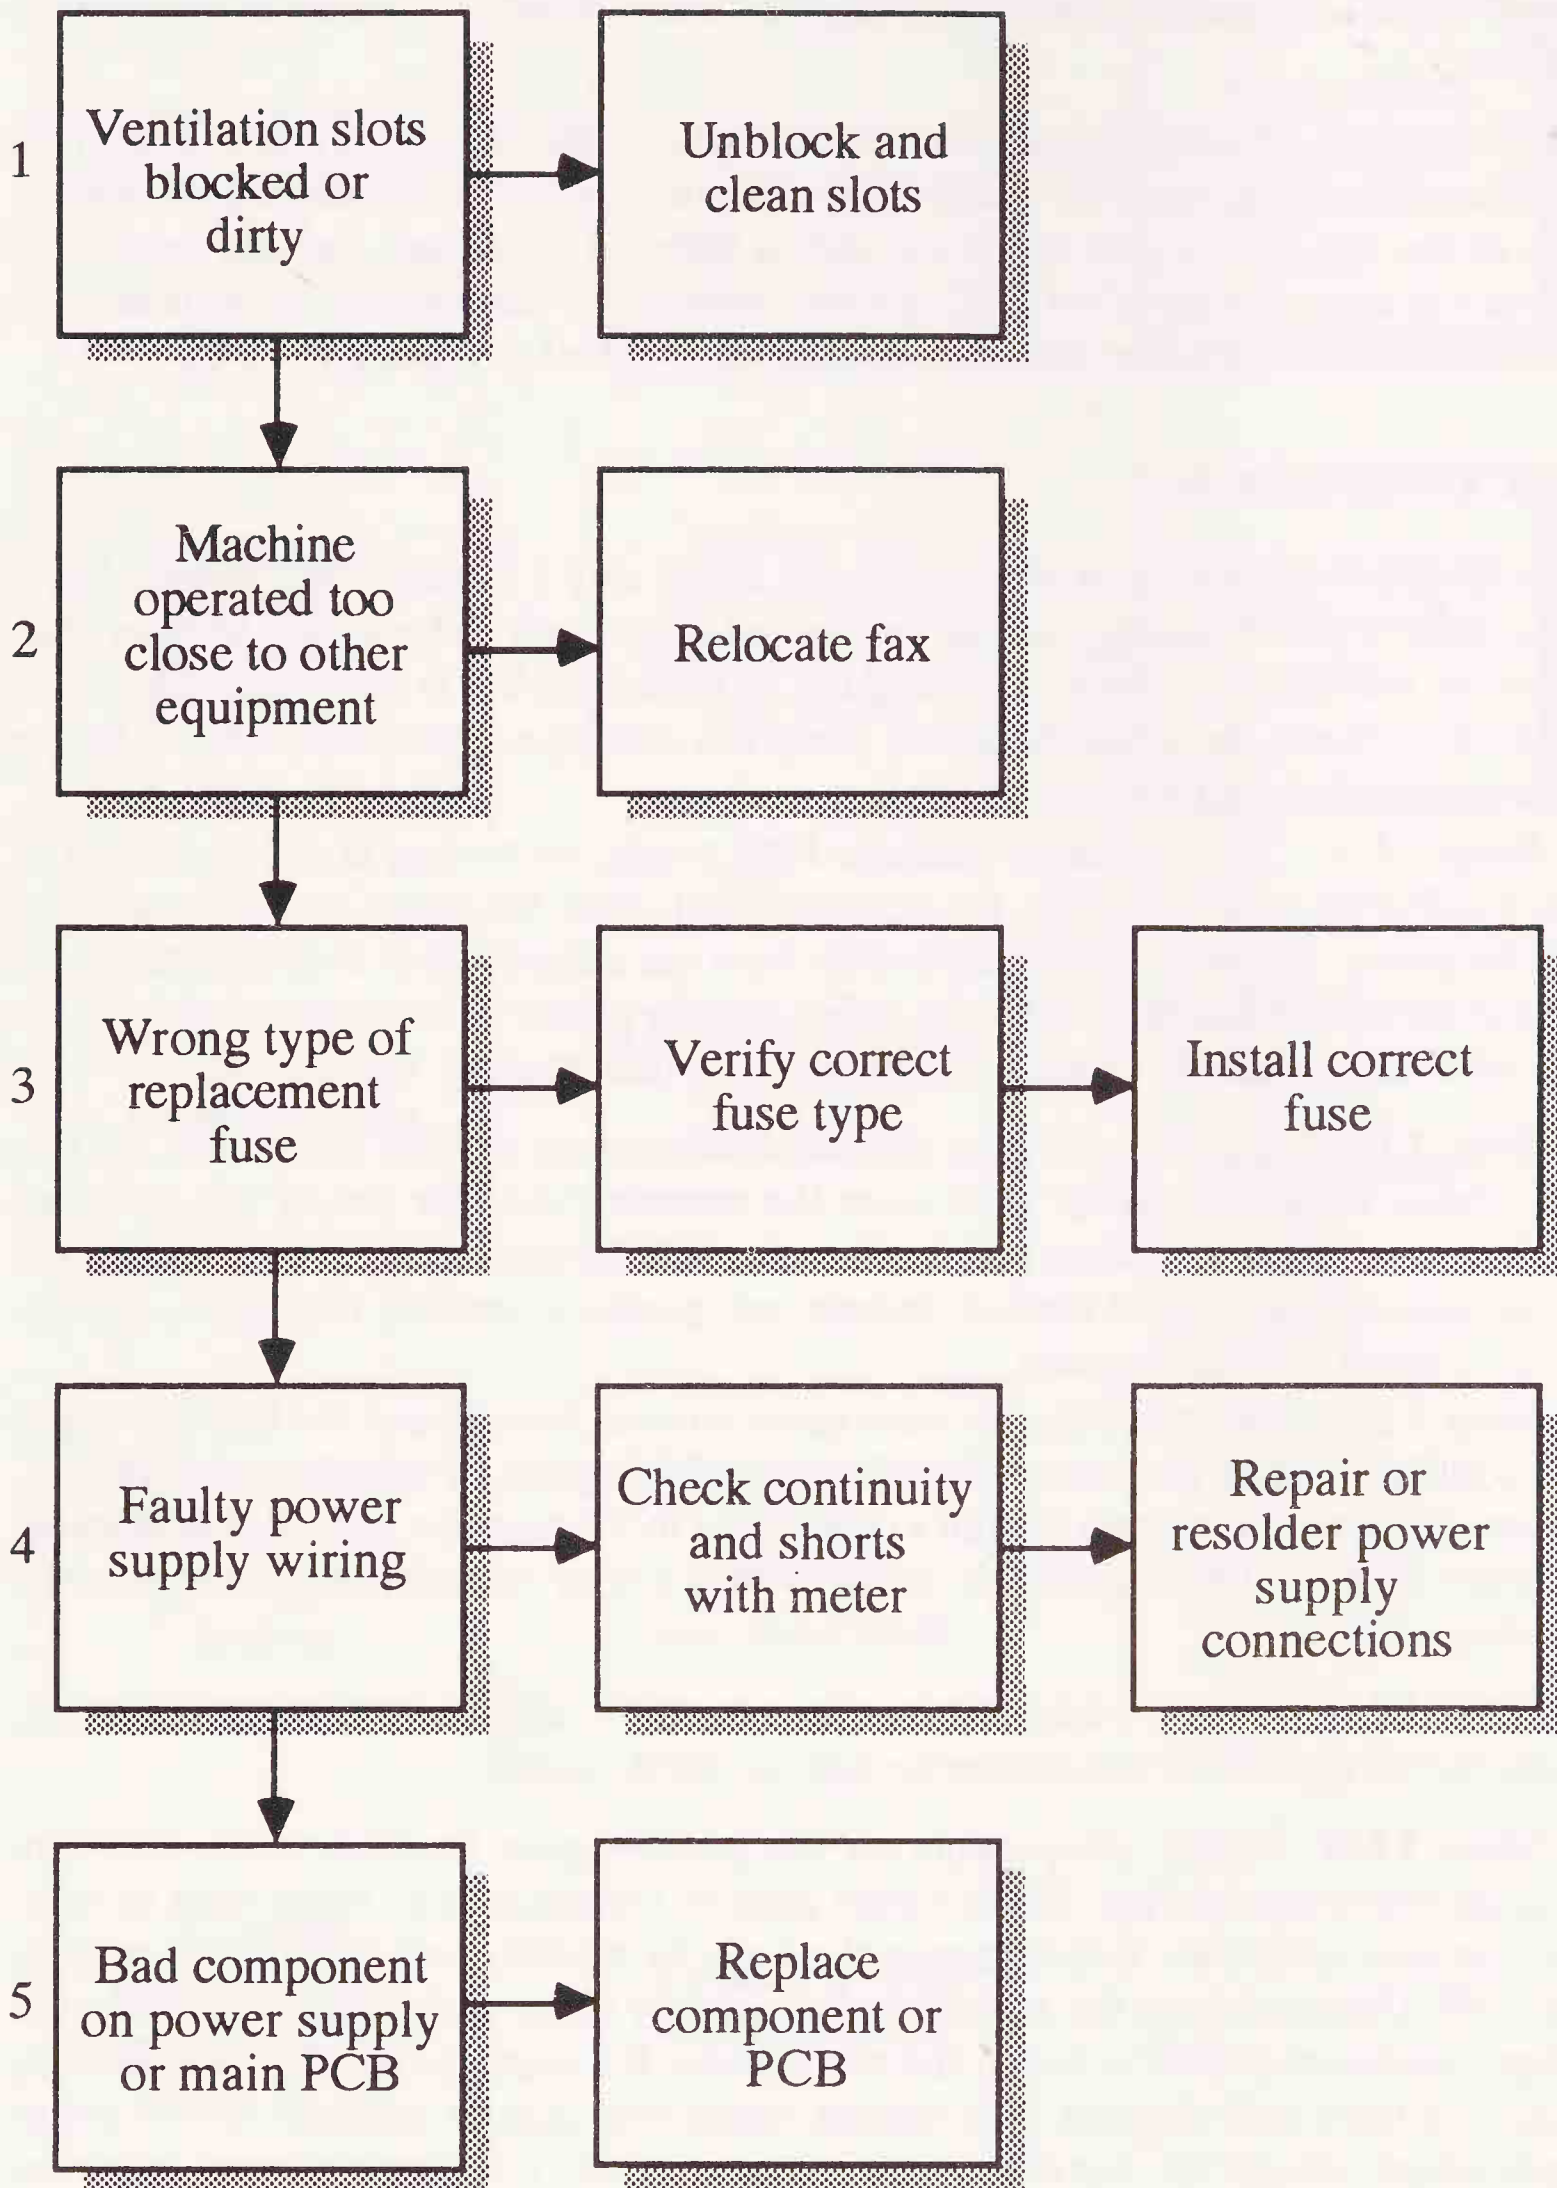 1
Ventilation slots
blocked or
dirty
Unblock and
clean slots
2
Machine
operated too
close to other
equipment
Relocate fax
3
Wrong type of
replacement
fuse
Verify correct
fuse type
Install correct
fuse
4
Faulty power
supply wiring
Check continuity
and shorts
with meter
Repair or
resolder power
supply
connections
5
Bad component
on power supply
or main PCB
Replace
component or
PCB